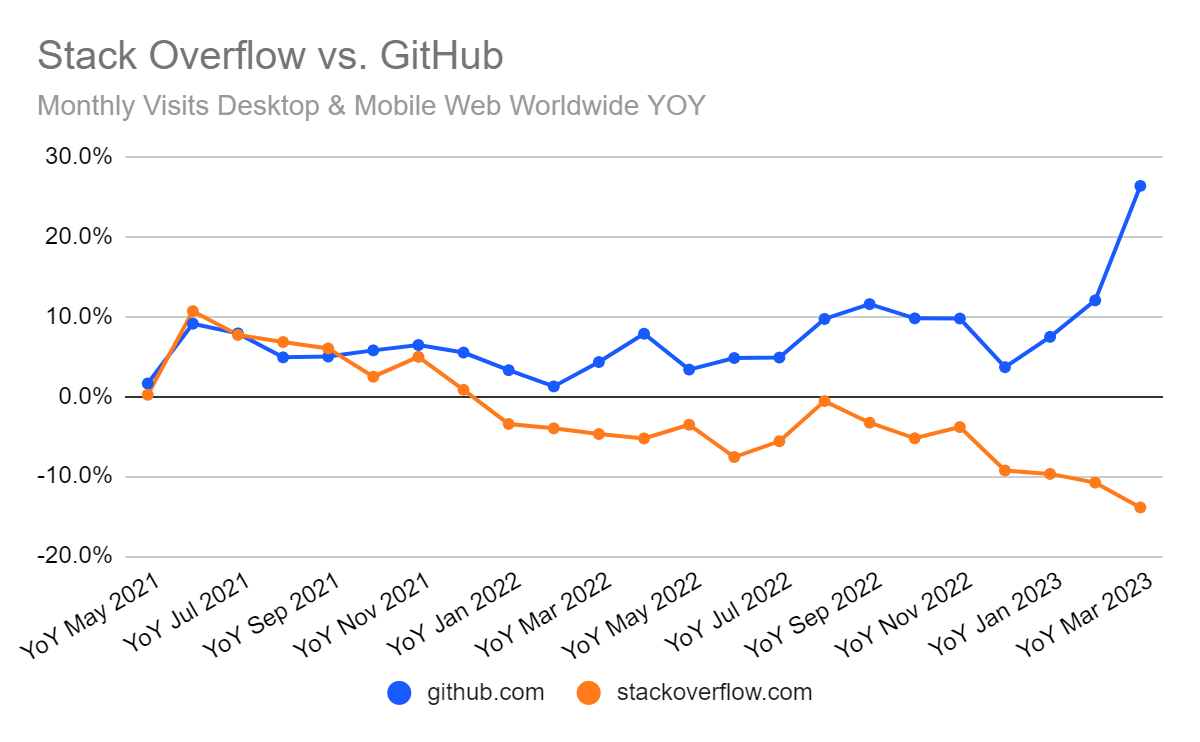 Stack Overflow vs. GitHub
Monthly Visits Desktop & Mobile Web Worldwide YOY
30.0%
20.0%
10.0%
0.0%
-10.0%
-20.0%
YoY May 2021
YoY Jul 2021
YoY Sep 2021
YoY Nov 2021
YoY Jan 2022
YoY Mar 2022
YoY May 2022
YoY Jul 2022
YoY Sep 2022
YoY Nov 2022
YoY Jan 2023
YoY Mar 2023
github.com
stackoverflow.com